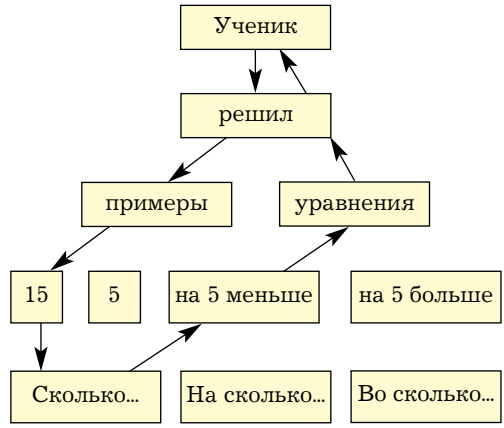 Ученик
решил
примеры
уравнения
15
5
на 5 меньше
на 5 больше
Сколько...
На сколько...
Во сколько...